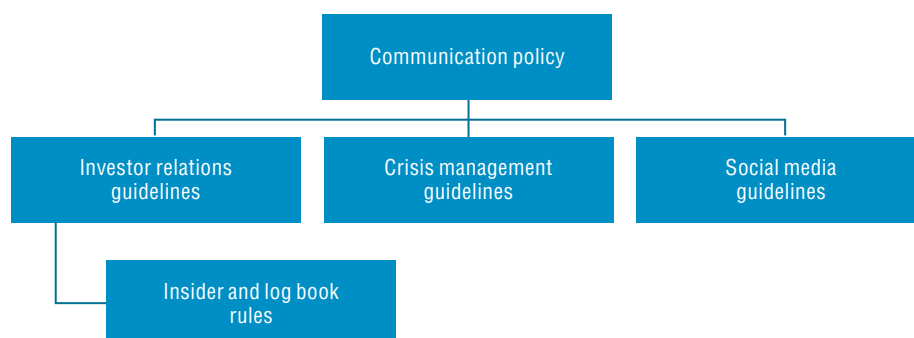 Communication policy
Investor relations
guidelines
Crisis management
guidelines
Social media
guidelines
Insider and log book
rules